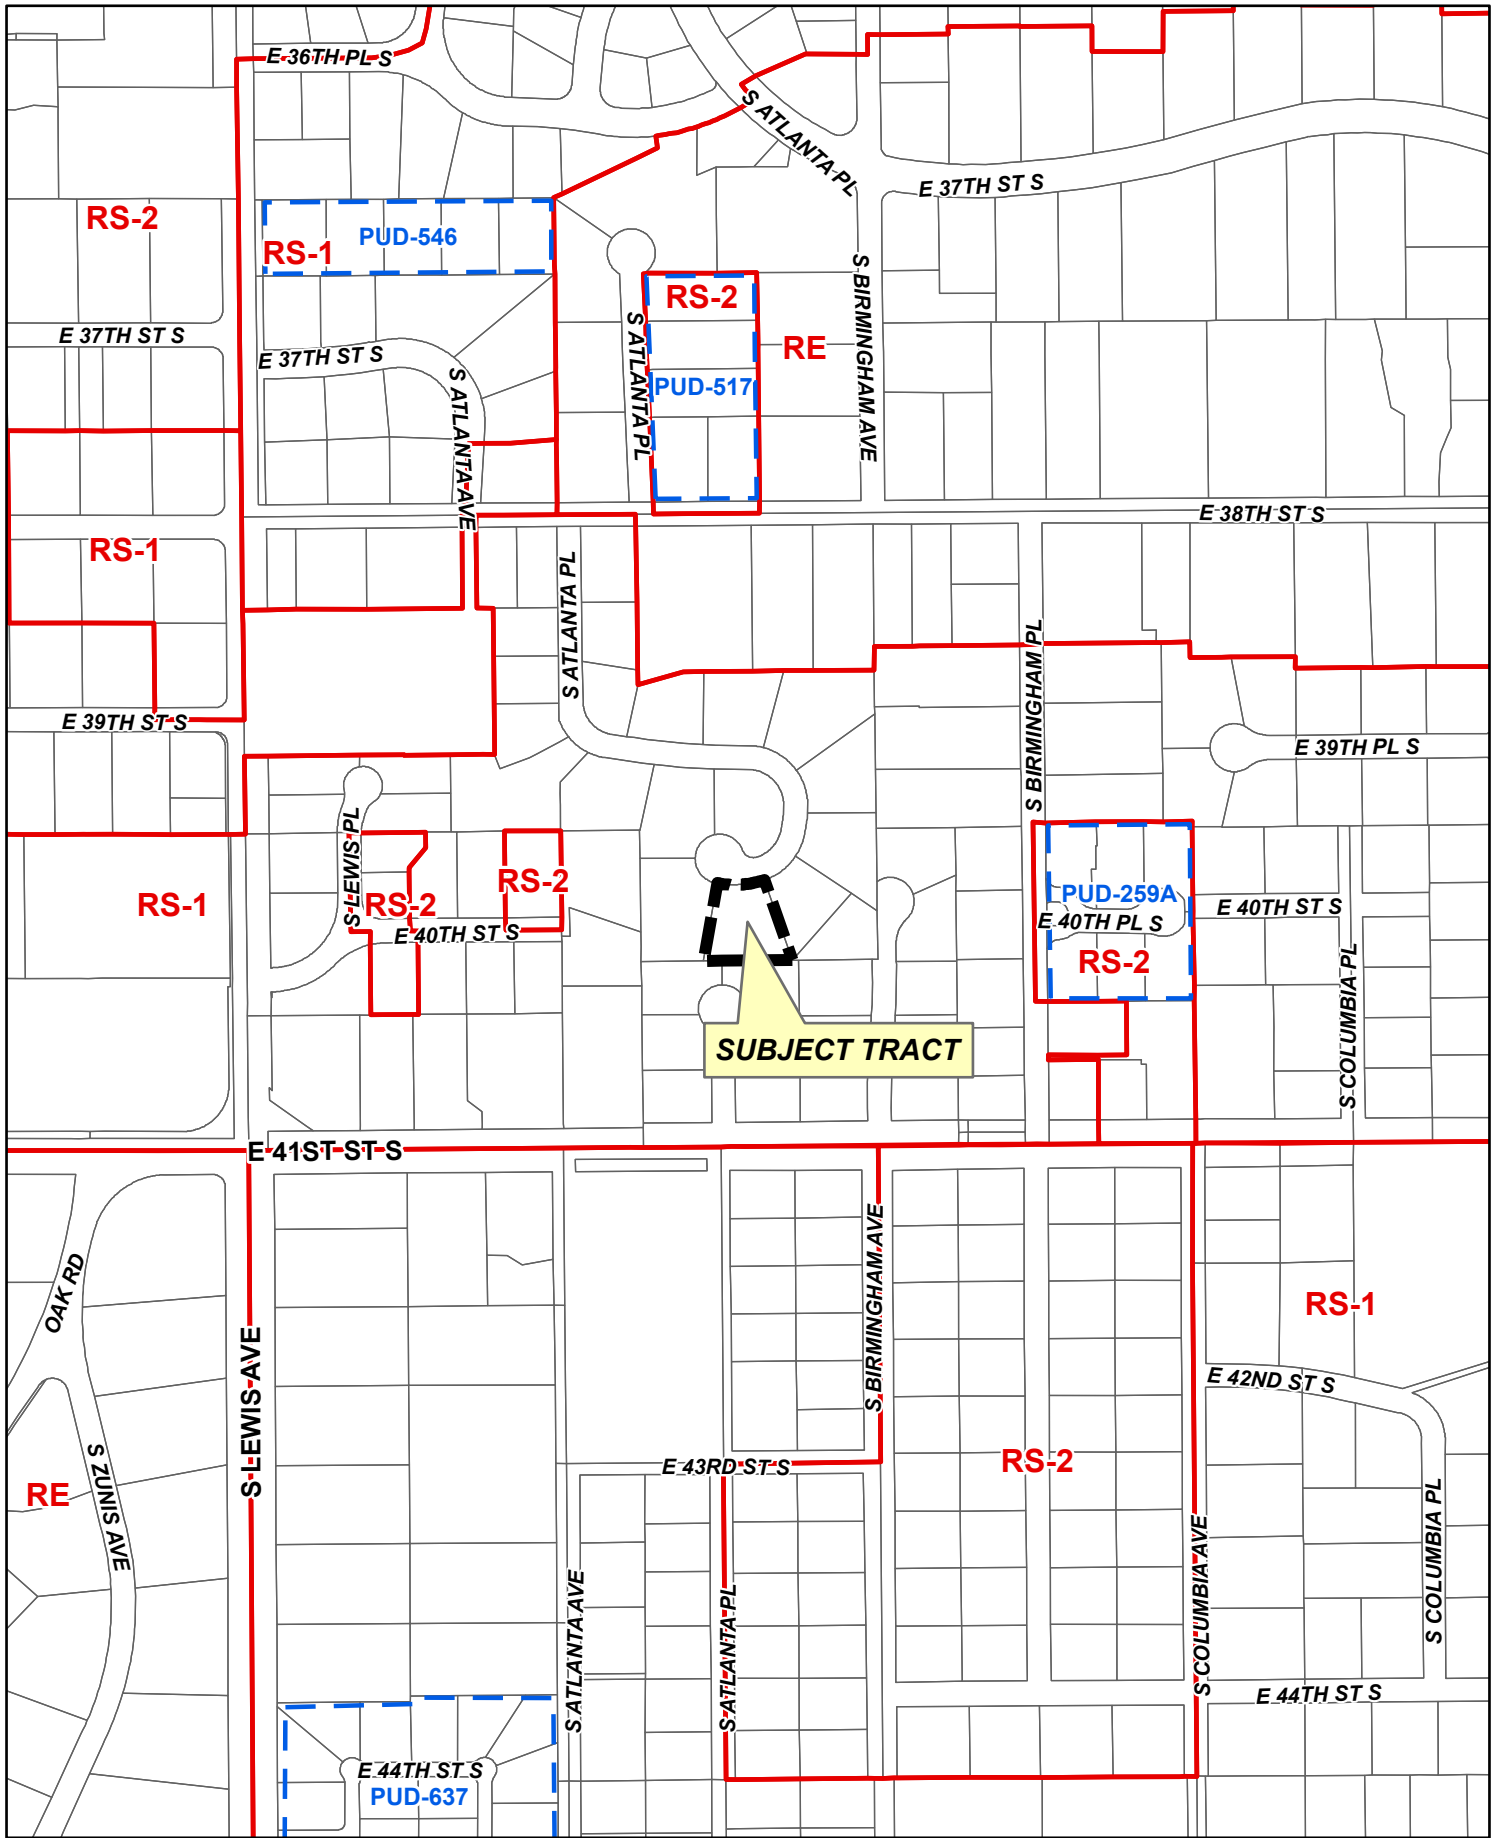 E 36TH PL S
S ATLANTA PL
E 37TH ST S
RS-2
RS-1
PUD-546
S BIRMINGHAM AVE
RS-2
E 37TH ST S
E 37TH ST S
S ATLANTA PL
RE
S ATLANTA AVE
PUD-517
E 38TH ST S
RS-1
S ATLANTA PL
S BIRMINGHAM PL
E 39TH ST S
E 39TH PL S
S LEWIS PL
RS-1
RS-2
RS-2
E 40TH ST S
PUD-259A
E 40TH PL S
RS-2
E 40TH ST S
S COLUMBIA PL
SUBJECT TRACT
E 41ST ST S
OAK RD
S LEWIS AVE
S BIRMINGHAM AVE
RS-1
E 42ND ST S
RE
S ZUNIS AVE
E 43RD ST S
RS-2
S COLUMBIA PL
S ATLANTA AVE
S ATLANTA PL
S COLUMBIA AVE
E 44TH ST S
E 44TH ST S
PUD-637